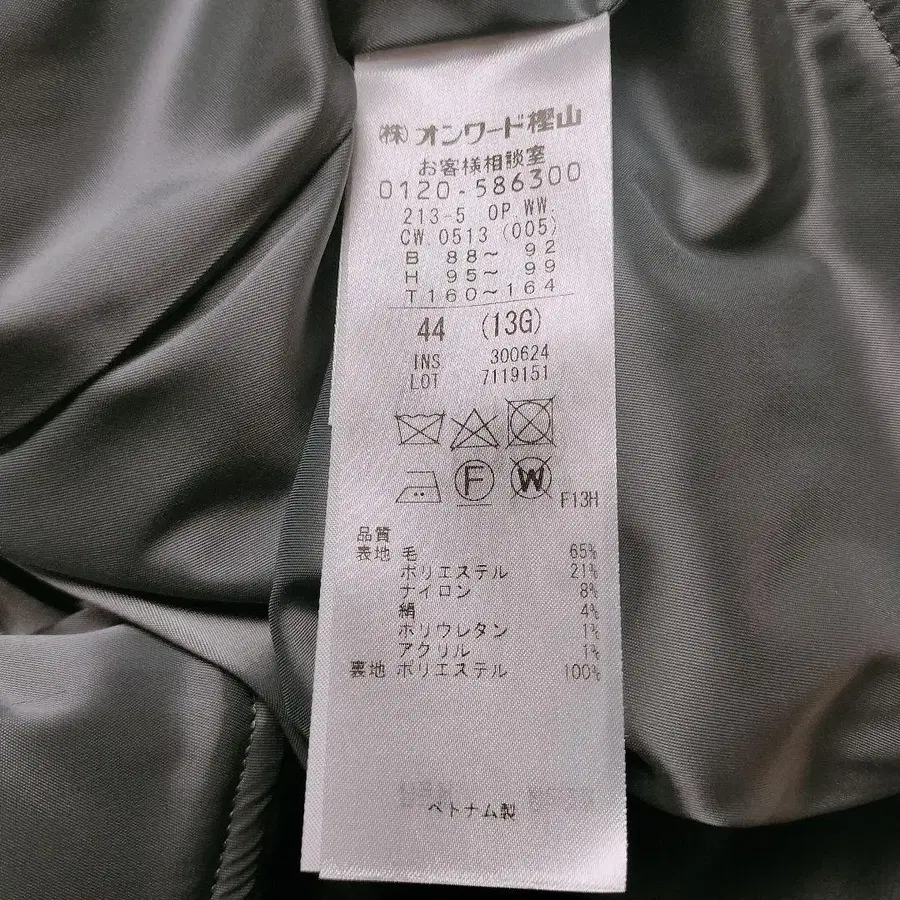 (株)オンワード樫山
お客様相談室
0120-586300
213-5 OP WW.
CW 0513 (005)
B 88～ 92
H 95～ 99
T160～164
44 (13G)
INS 300624
LOT 7119151
F
W
F13H
品質
表地 毛 65%
ポリエステル 21%
ナイロン 8%
絹 4%
ポリウレタン 1%
アクリル 1%
裏地 ポリエステル 100%
ベトナム製